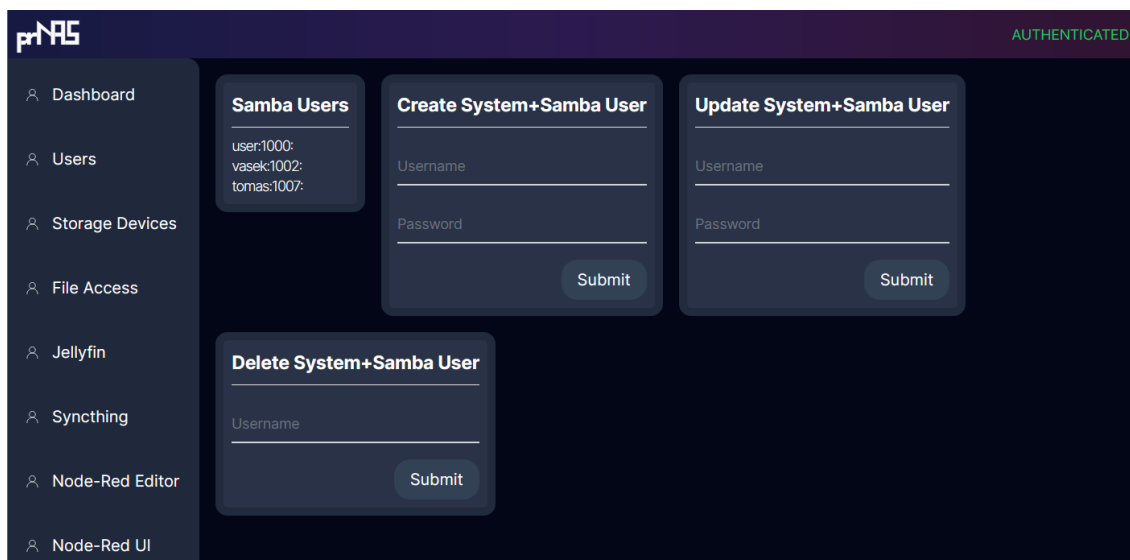 prNAS
AUTHENTICATED
Dashboard
Users
Storage Devices
File Access
Jellyfin
Syncthing
Node-Red Editor
Node-Red UI
Samba Users
user:1000:
vasek:1002:
tomas:1007:
Create System+Samba User
Username
Password
Submit
Update System+Samba User
Username
Password
Submit
Delete System+Samba User
Username
Submit